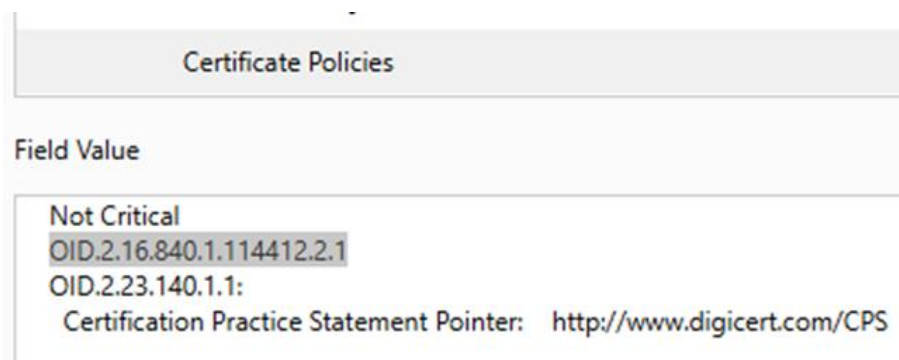 Certificate Policies
Field Value
Not Critical
OID.2.16.840.1.114412.2.1
OID.2.23.140.1.1:
Certification Practice Statement Pointer: http://www.digicert.com/CPS